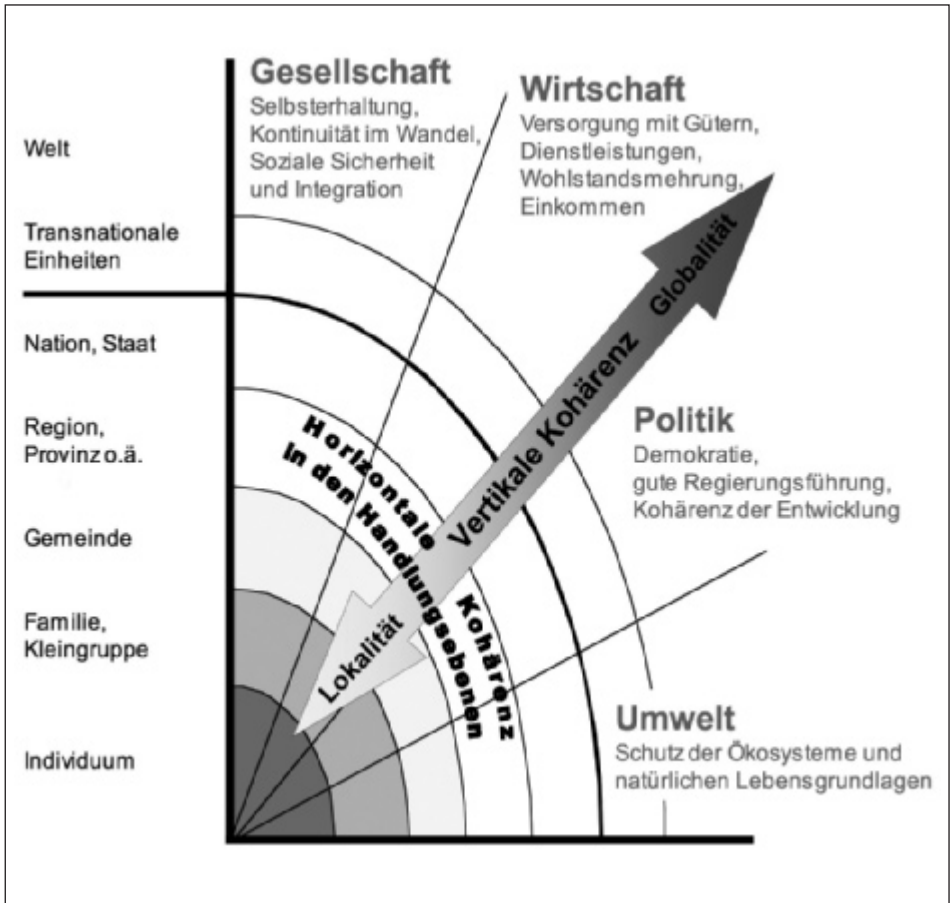 Gesellschaft
Selbsterhaltung,
Kontinuität im Wandel,
Soziale Sicherheit
und Integration
Wirtschaft
Versorgung mit Gütern,
Dienstleistungen,
Wohlstandsmehrung,
Einkommen
Politik
Demokratie,
gute Regierungsführung,
Kohärenz der Entwicklung
Umwelt
Schutz der Ökosysteme und
natürlichen Lebensgrundlagen
Welt
Transnationale
Einheiten
Nation, Staat
Region,
Provinz o.ä.
Gemeinde
Familie,
Kleingruppe
Individuum
Horizontale Kohärenz
in den Handlungsebenen
Lokalität Vertikale Kohärenz Globalität